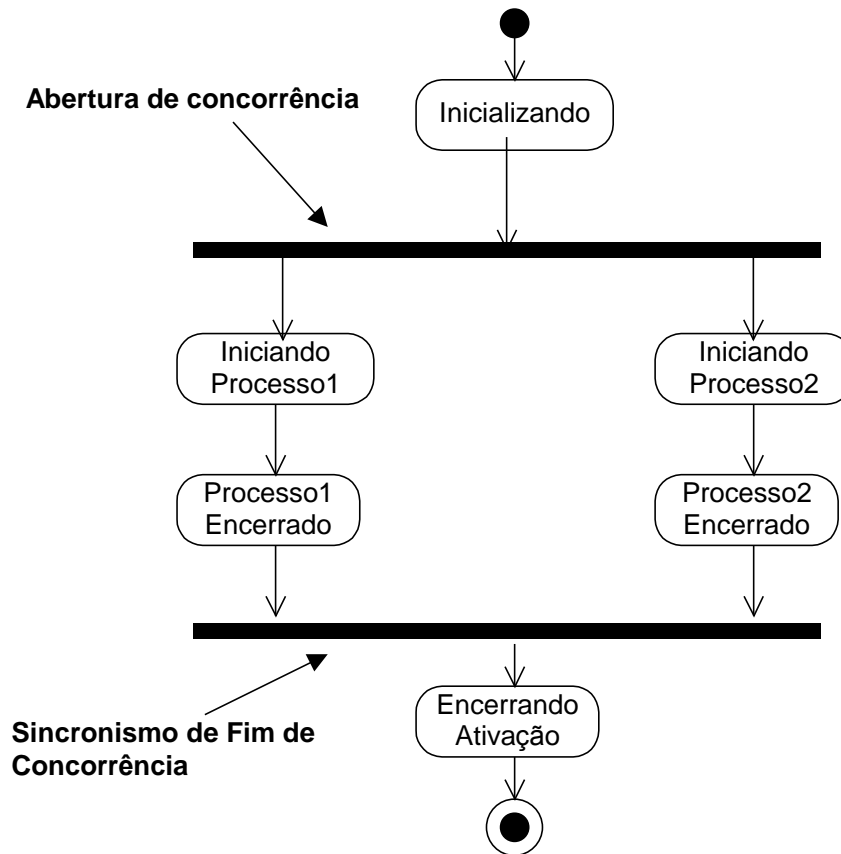 Abertura de concorrência
Inicializando
Iniciando
Processo1
Iniciando
Processo2
Processo1
Encerrado
Processo2
Encerrado
Encerrando
Ativação
Sincronismo de Fim de
Concorrência